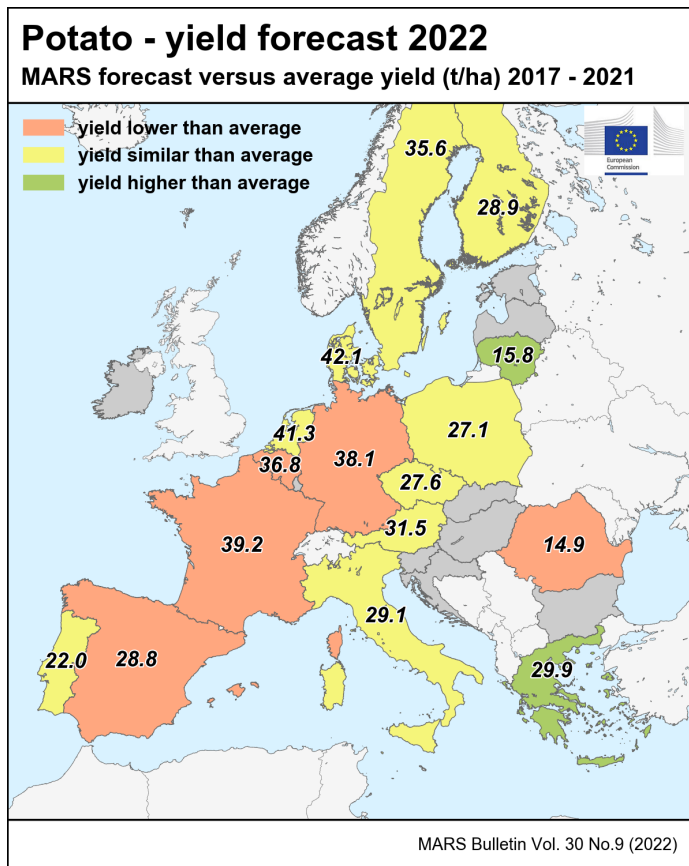 Potato - yield forecast 2022
MARS forecast versus average yield (t/ha) 2017 - 2021
yield lower than average
yield similar than average
yield higher than average
European
Commission
35.6
28.9
15.8
42.1
41.3
27.1
36.8
38.1
27.6
31.5
39.2
14.9
29.1
22.0
28.8
29.9
MARS Bulletin Vol. 30 No.9 (2022)